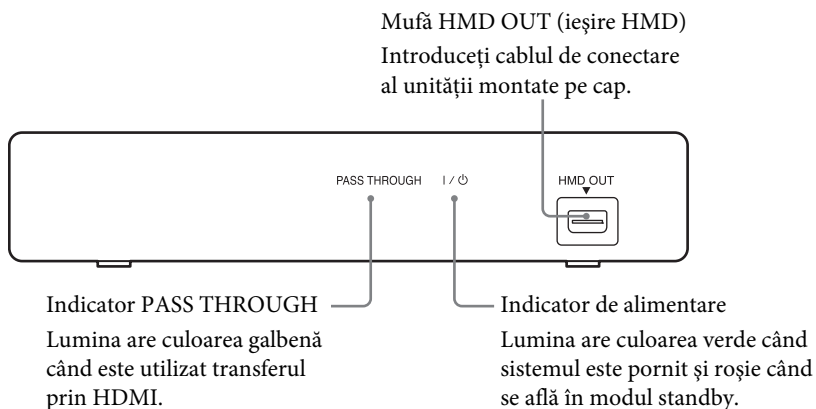 Mufă HMD OUT (ieşire HMD)
Introduceţi cablul de conectare
al unităţii montate pe cap.
PASS THROUGH
I / ⏻
HMD OUT
Indicator PASS THROUGH
Lumina are culoarea galbenă
când este utilizat transferul
prin HDMI.
Indicator de alimentare
Lumina are culoarea verde când
sistemul este pornit şi roşie când
se află în modul standby.